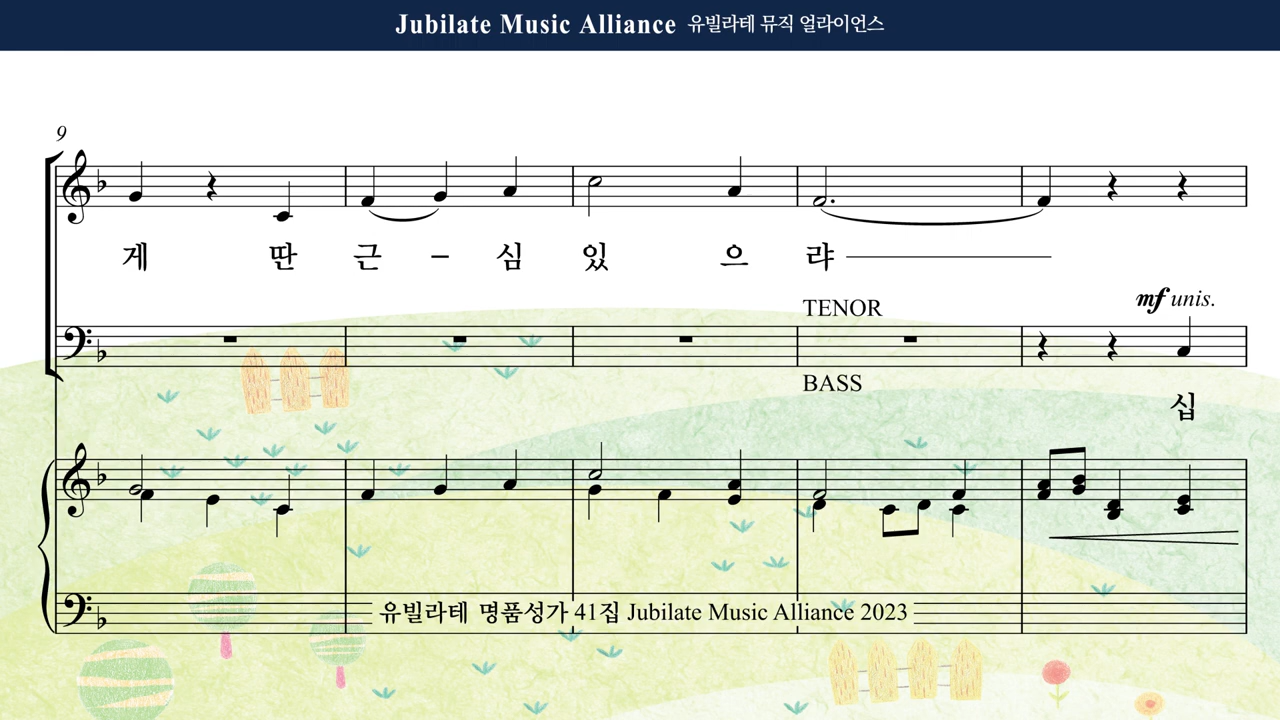 Jubilate Music Alliance 유빌라테 뮤직 얼라이언스
9
게 딴 근 - 심 있 으 랴
TENOR
mf unis.
BASS
십
유빌라테 명품성가 41집 Jubilate Music Alliance 2023